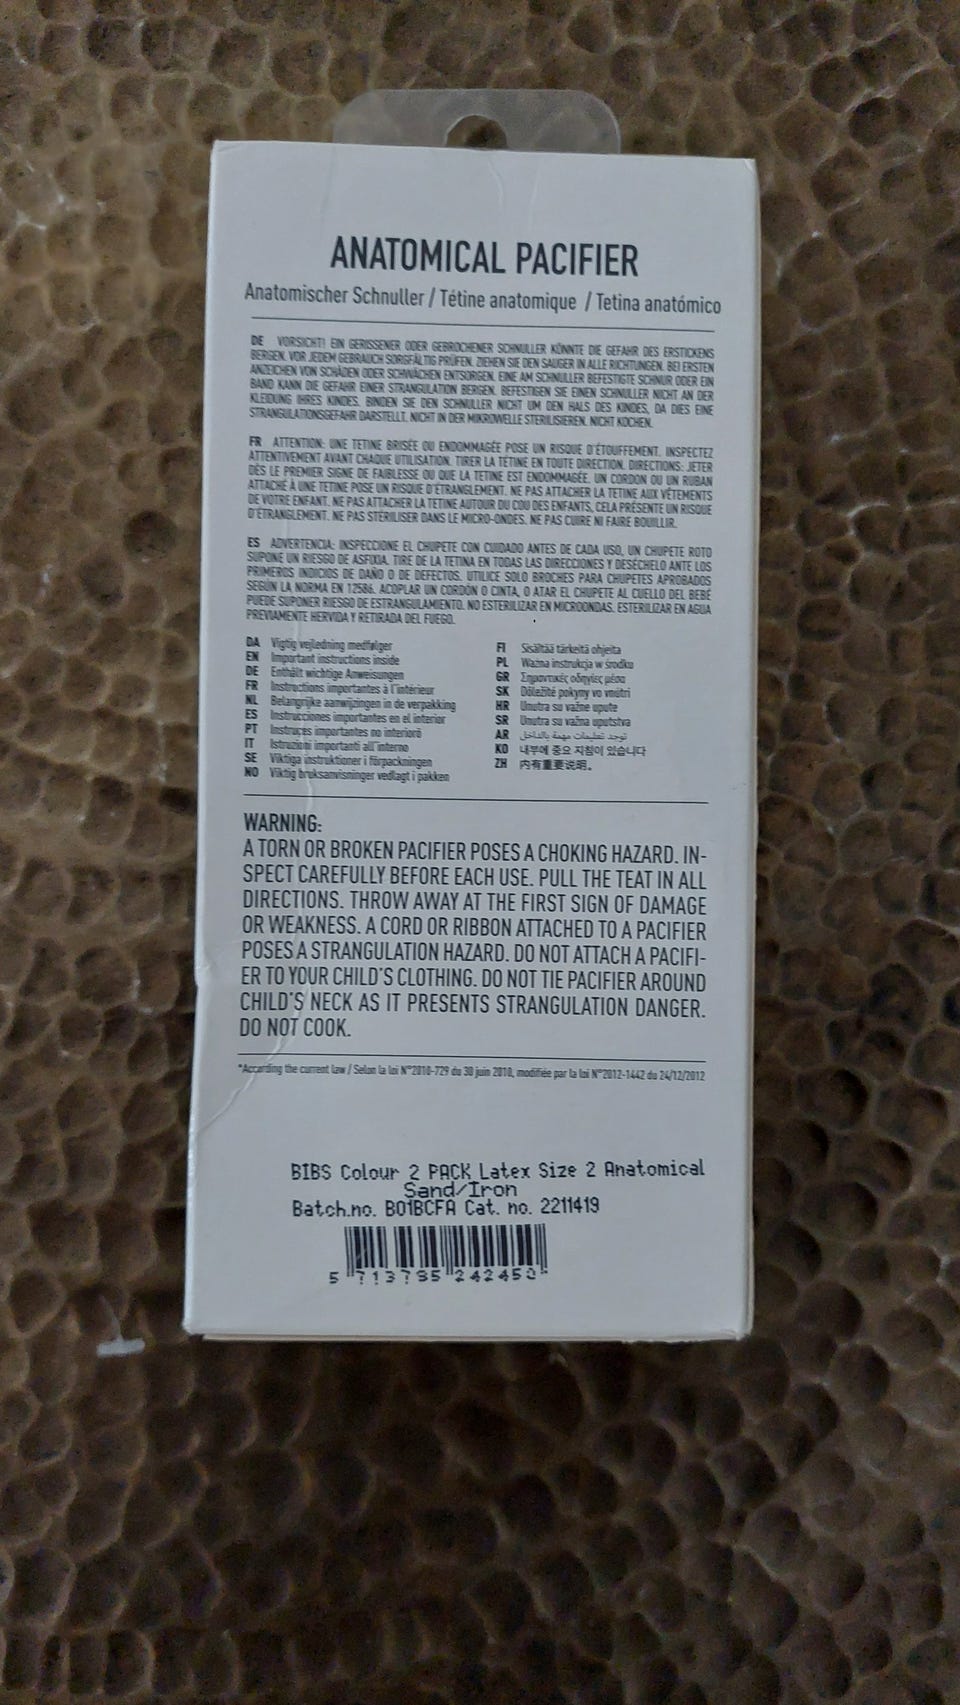 ANATOMICAL PACIFIER
Anatomischer Schnuller / Tétine anatomique / Tetina anatómico
DE VORSICHT! EIN GERISSENER ODER GEBROCHENER SCHNULLER KÖNNTE DIE GEFAHR DES ERSTICKENS
BERGEN. VOR JEDEM GEBRAUCH SORGFÄLTIG PRÜFEN. ZIEHEN SIE DEN SAUGER IN ALLE RICHTUNGEN. BEI ERSTEN
ANZEICHEN VON SCHÄDEN ODER SCHWÄCHEN ENTSORGEN. EINE AM SCHNULLER BEFESTIGTE SCHNUR ODER EIN
BAND KANN DIE GEFAHR EINER STRANGULATION BERGEN. BEFESTIGEN SIE EINEN SCHNULLER NICHT AN DER
KLEIDUNG IHRES KINDES. BINDEN SIE DEN SCHNULLER NICHT UM DEN HALS DES KINDES, DA DIES EINE
STRANGULATIONSGEFAHR DARSTELLT. NICHT IN DER MIKROWELLE STERILISIEREN. NICHT KOCHEN.
FR ATTENTION: UNE TETINE BRISÉE OU ENDOMMAGÉE POSE UN RISQUE D'ÉTOUFFEMENT. INSPECTEZ
ATTENTIVEMENT AVANT CHAQUE UTILISATION. TIRER LA TÉTINE EN TOUTE DIRECTION. DIRECTIONS: JETER
DÈS LE PREMIER SIGNE DE FAIBLESSE OU QUE LA TETINE EST ENDOMMAGÉE. UN CORDON OU UN RUBAN
ATTACHÉ À UNE TETINE POSE UN RISQUE D'ÉTRANGLEMENT. NE PAS ATTACHER LA TETINE AUX VÊTEMENTS
DE VOTRE ENFANT. NE PAS ATTACHER LA TETINE AUTOUR DU COU DES ENFANTS, CELA PRÉSENTE UN RISQUE
D'ÉTRANGLEMENT. NE PAS STÉRILISER DANS LE MICRO-ONDES. NE PAS CUIRE NI FAIRE BOUILLIR.
ES ADVERTENCIA: INSPECCIONE EL CHUPETE CON CUIDADO ANTES DE CADA USO, UN CHUPETE ROTO
SUPONE UN RIESGO DE ASFIXIA. TIRE DE LA TETINA EN TODAS LAS DIRECCIONES Y DESÉCHELO ANTE LOS
PRIMEROS INDICIOS DE DAÑO O DE DEFECTOS. UTILICE SOLO BROCHES PARA CHUPETES APROBADOS
SEGÚN LA NORMA EN 12586. ACOPLAR UN CORDÓN O CINTA, O ATAR EL CHUPETE AL CUELLO DEL BEBÉ
PUEDE SUPONER RIESGO DE ESTRANGULAMIENTO. NO ESTERILIZAR EN MICROONDAS. ESTERILIZAR EN AGUA
PREVIAMENTE HERVIDA Y RETIRADA DEL FUEGO.
DA Vigtig vejledning medfølger
EN Important instructions inside
DE Enthält wichtige Anweisungen
FR Instructions importantes à l'intérieur
NL Belangrijke aanwijzingen in de verpakking
ES Instrucciones importantes en el interior
PT Instruçes importantes no interioro
IT Istruzioni importanti all'interno
SE Viktiga instruktioner i förpackningen
NO Viktig bruksanvisninger vedlagt i pakken
FI Sisältää tärkeitä ohjeita
PL Ważna instrukcja w środku
GR Σημαντικές οδηγίες μέσα
SK Dôležité pokyny vo vnútri
HR Unutra su važne upute
SR Unutra su važna uputstva
AR توجد تعليمات مهمة بالداخل
KO 내부에 중요 지침이 있습니다
ZH 内有重要说明。
WARNING:
A TORN OR BROKEN PACIFIER POSES A CHOKING HAZARD. IN-
SPECT CAREFULLY BEFORE EACH USE. PULL THE TEAT IN ALL
DIRECTIONS. THROW AWAY AT THE FIRST SIGN OF DAMAGE
OR WEAKNESS. A CORD OR RIBBON ATTACHED TO A PACIFIER
POSES A STRANGULATION HAZARD. DO NOT ATTACH A PACIFI-
ER TO YOUR CHILD'S CLOTHING. DO NOT TIE PACIFIER AROUND
CHILD'S NECK AS IT PRESENTS STRANGULATION DANGER.
DO NOT COOK.
*According the current law / Selon la loi N°2010-729 du 30 juin 2010, modifiée par la loi N°2012-1442 du 24/12/2012
BIBS Colour 2 PACK Latex Size 2 Anatomical
Sand/Iron
Batch.no. B01BCFA Cat. no. 2211419
5 713795 242450